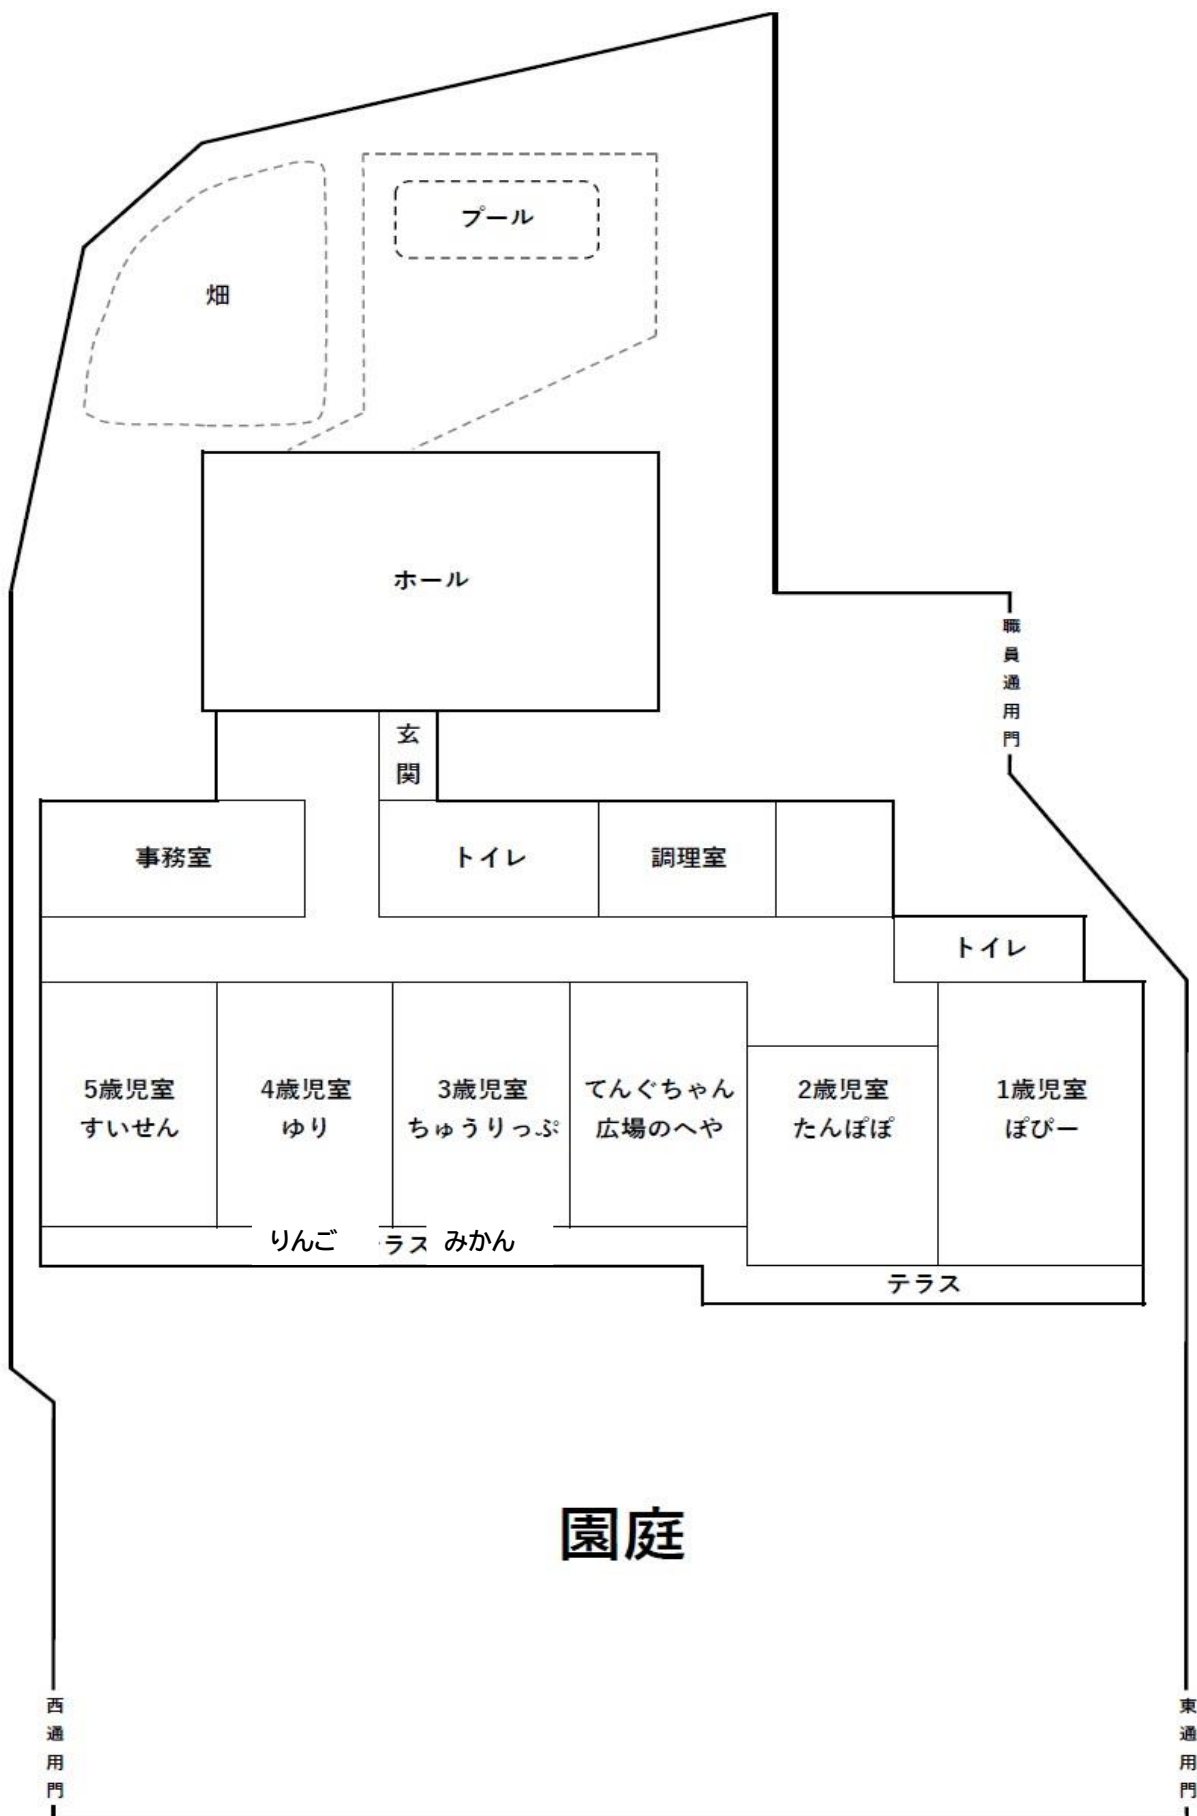 プール
畑
ホール
職員通用門
玄関
事務室
トイレ
調理室
トイレ
5歳児室
すいせん
4歳児室
ゆり
3歳児室
ちゅうりっぷ
てんぐちゃん
広場のへや
2歳児室
たんぽぽ
1歳児室
ぽぴー
りんご
ラス
みかん
テラス
園庭
西通用門
東通用門